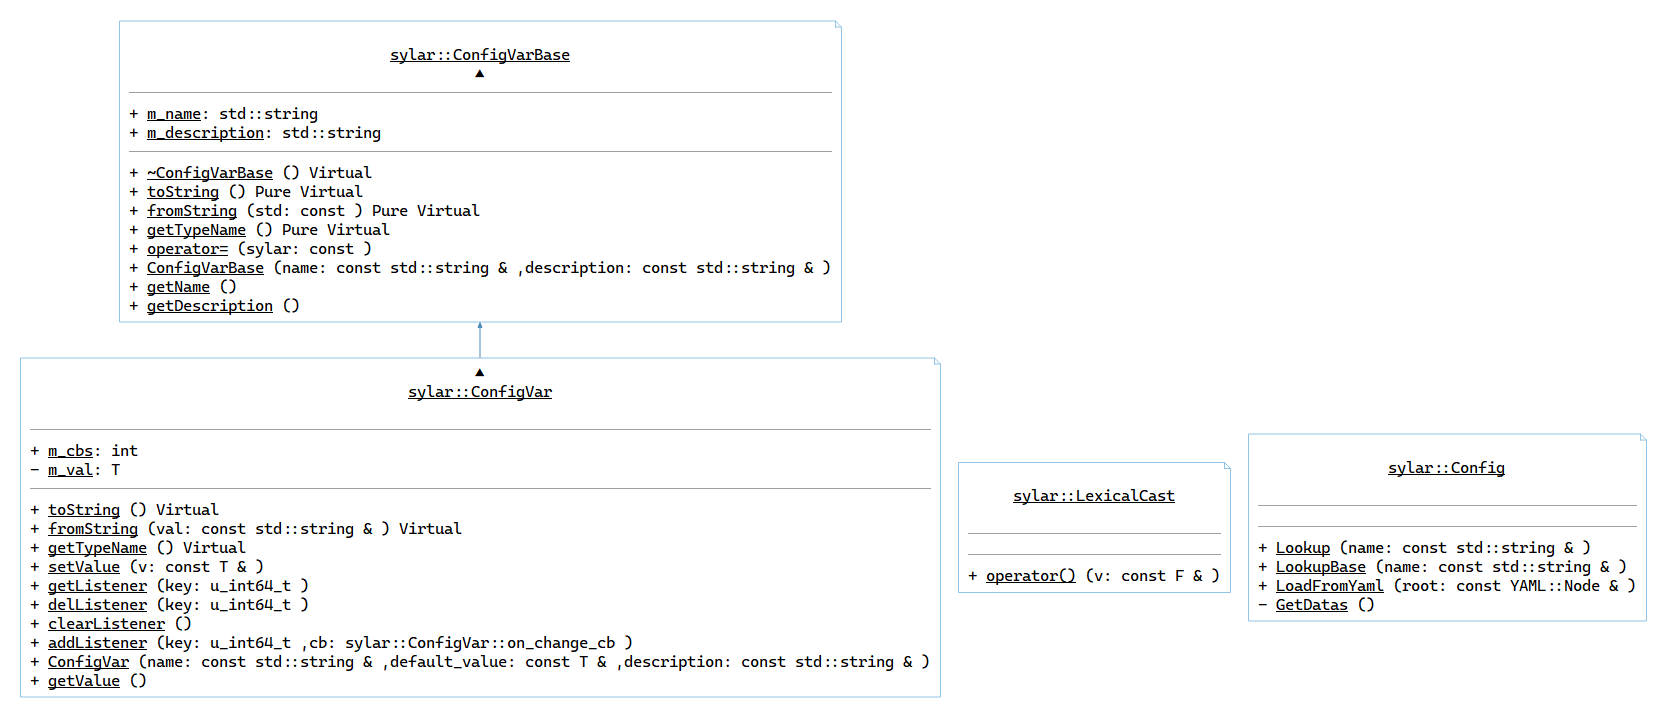 sylar::ConfigVarBase
+ m_name: std::string
+ m_description: std::string
+ ~ConfigVarBase () Virtual
+ toString () Pure Virtual
+ fromString (std: const ) Pure Virtual
+ getTypeName () Pure Virtual
+ operator= (sylar: const )
+ ConfigVarBase (name: const std::string & ,description: const std::string & )
+ getName ()
+ getDescription ()
sylar::ConfigVar
+ m_cbs: int
− m_val: T
+ toString () Virtual
+ fromString (val: const std::string & ) Virtual
+ getTypeName () Virtual
+ setValue (v: const T & )
+ getListener (key: u_int64_t )
+ delListener (key: u_int64_t )
+ clearListener ()
+ addListener (key: u_int64_t ,cb: sylar::ConfigVar::on_change_cb )
+ ConfigVar (name: const std::string & ,default_value: const T & ,description: const std::string & )
+ getValue ()
sylar::LexicalCast
+ operator() (v: const F & )
sylar::Config
+ Lookup (name: const std::string & )
+ LookupBase (name: const std::string & )
+ LoadFromYaml (root: const YAML::Node & )
− GetDatas ()